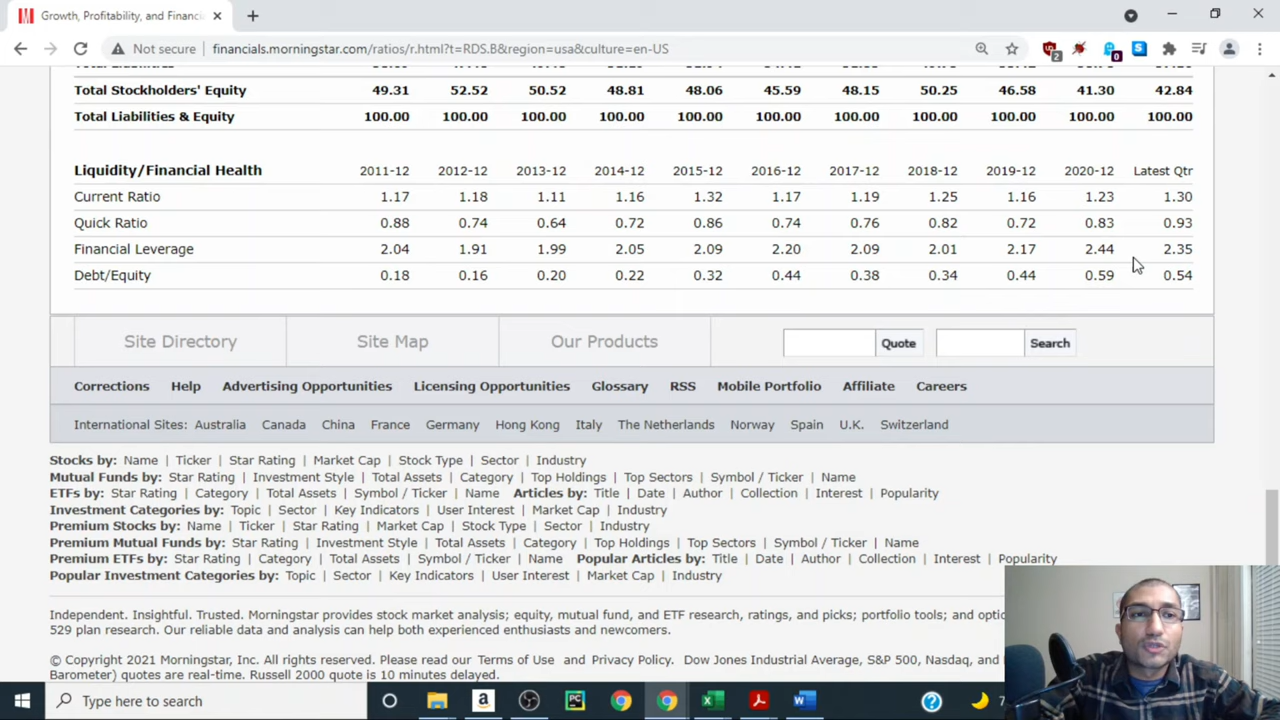 Growth, Profitability, and Financi
Not secure financials.morningstar.com/ratios/r.html?t=RDS.B&region=usa&culture=en-US
2
0
Total Stockholders' Equity 49.31 52.52 50.52 48.81 48.06 45.59 48.15 50.25 46.58 41.30 42.84
Total Liabilities & Equity 100.00 100.00 100.00 100.00 100.00 100.00 100.00 100.00 100.00 100.00 100.00
Liquidity/Financial Health 2011-12 2012-12 2013-12 2014-12 2015-12 2016-12 2017-12 2018-12 2019-12 2020-12 Latest Qtr
Current Ratio 1.17 1.18 1.11 1.16 1.32 1.17 1.19 1.25 1.16 1.23 1.30
Quick Ratio 0.88 0.74 0.64 0.72 0.86 0.74 0.76 0.82 0.72 0.83 0.93
Financial Leverage 2.04 1.91 1.99 2.05 2.09 2.20 2.09 2.01 2.17 2.44 2.35
Debt/Equity 0.18 0.16 0.20 0.22 0.32 0.44 0.38 0.34 0.44 0.59 0.54
Site Directory Site Map Our Products Quote Search
Corrections Help Advertising Opportunities Licensing Opportunities Glossary RSS Mobile Portfolio Affiliate Careers
International Sites: Australia Canada China France Germany Hong Kong Italy The Netherlands Norway Spain U.K. Switzerland
Stocks by: Name | Ticker | Star Rating | Market Cap | Stock Type | Sector | Industry
Mutual Funds by: Star Rating | Investment Style | Total Assets | Category | Top Holdings | Top Sectors | Symbol / Ticker | Name
ETFs by: Star Rating | Category | Total Assets | Symbol / Ticker | Name Articles by: Title | Date | Author | Collection | Interest | Popularity
Investment Categories by: Topic | Sector | Key Indicators | User Interest | Market Cap | Industry
Premium Stocks by: Name | Ticker | Star Rating | Market Cap | Stock Type | Sector | Industry
Premium Mutual Funds by: Star Rating | Investment Style | Total Assets | Category | Top Holdings | Top Sectors | Symbol / Ticker | Name
Premium ETFs by: Star Rating | Category | Total Assets | Symbol / Ticker | Name Popular Articles by: Title | Date | Author | Collection | Interest | Popularity
Popular Investment Categories by: Topic | Sector | Key Indicators | User Interest | Market Cap | Industry
Independent. Insightful. Trusted. Morningstar provides stock market analysis; equity, mutual fund, and ETF research, ratings, and picks; portfolio tools; and
529 plan research. Our reliable data and analysis can help both experienced enthusiasts and newcomers.
© Copyright 2021 Morningstar, Inc. All rights reserved. Please read our Terms of Use and Privacy Policy. Dow Jones Industrial Average, S&P 500, Nasdaq, and
Barometer) quotes are real-time. Russell 2000 quote is 10 minutes delayed.
Type here to search